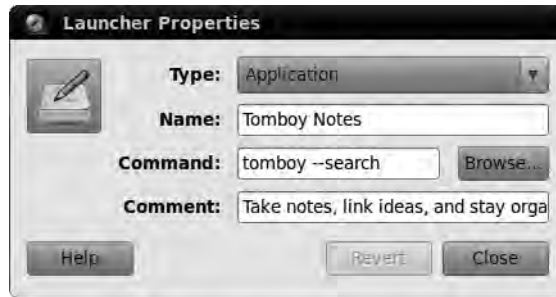 Launcher Properties
Type: Application
Name: Tomboy Notes
Command: tomboy --search Browse...
Comment: Take notes, link ideas, and stay orga
Help Revert Close